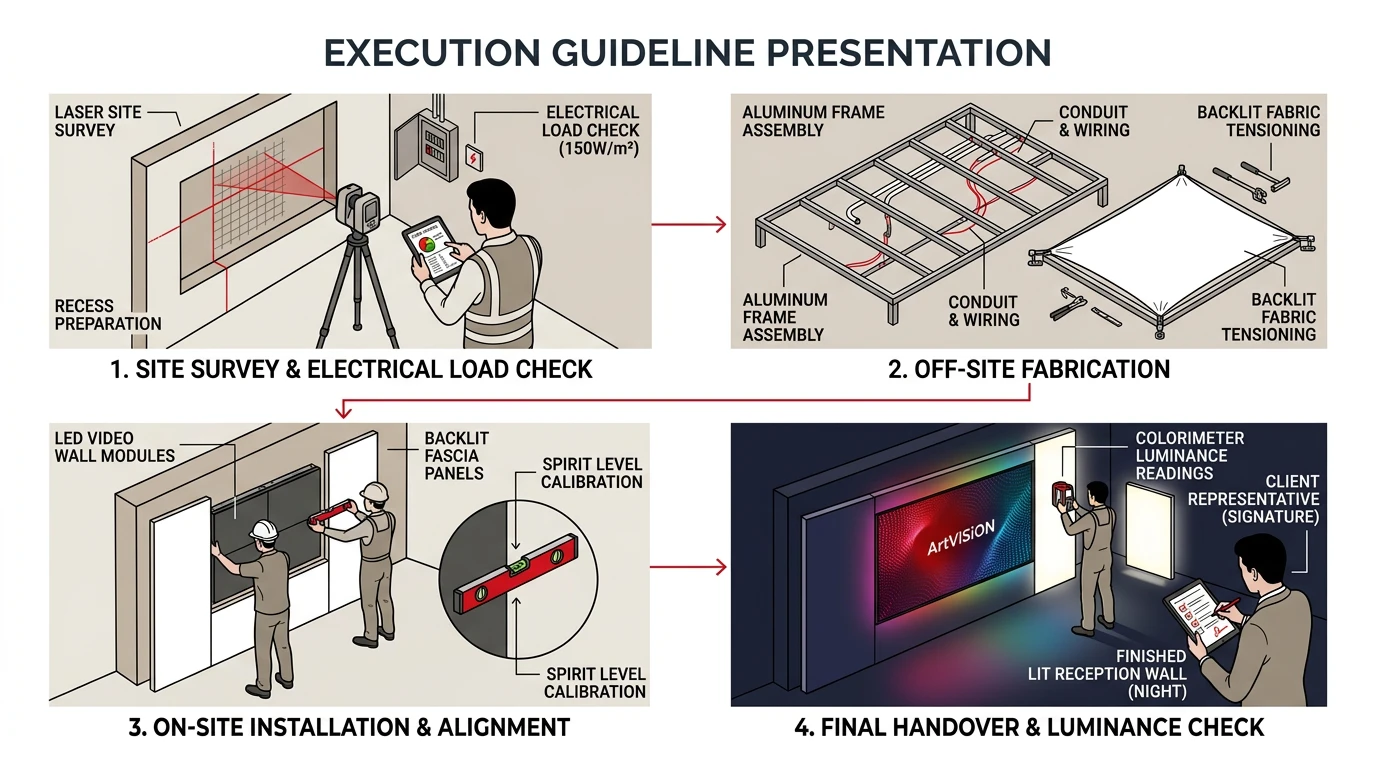 EXECUTION GUIDELINE PRESENTATION
LASER SITE
SURVEY
ELECTRICAL
LOAD CHECK
(150W/m²)
RECESS
PREPARATION
1. SITE SURVEY & ELECTRICAL LOAD CHECK
ALUMINUM FRAME
ASSEMBLY
CONDUIT
& WIRING
BACKLIT FABRIC
TENSIONING
ALUMINUM
FRAME
ASSEMBLY
CONDUIT
& WIRING
BACKLIT
FABRIC
TENSIONING
2. OFF-SITE FABRICATION
LED VIDEO
WALL MODULES
BACKLIT
FASCIA
PANELS
SPIRIT LEVEL
CALIBRATION
SPIRIT LEVEL
CALIBRATION
3. ON-SITE INSTALLATION & ALIGNMENT
COLORIMETER
LUMINANCE
READINGS
CLIENT
REPRESENTATIVE
(SIGNATURE)
ArtVISiON
FINISHED
LIT RECEPTION WALL
(NIGHT)
4. FINAL HANDOVER & LUMINANCE CHECK